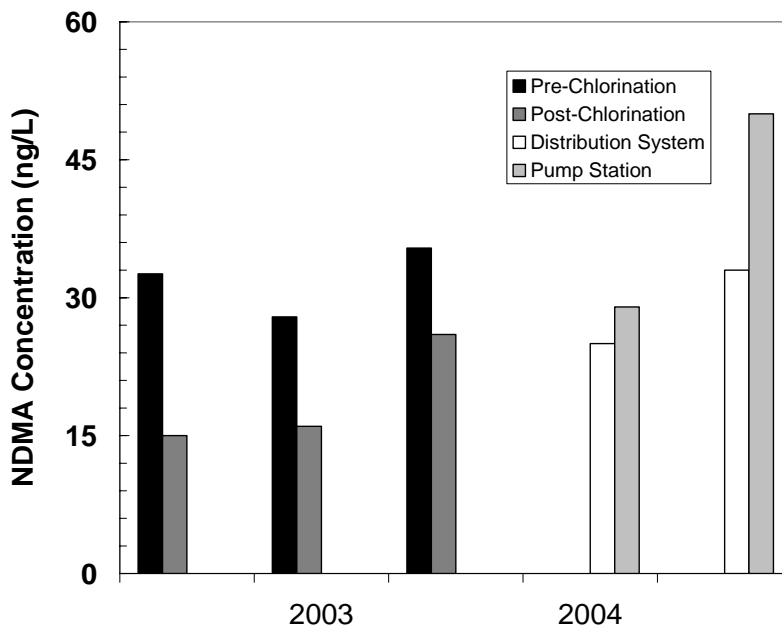 60
45
30
15
0
NDMA Concentration (ng/L)
Pre-Chlorination
Post-Chlorination
Distribution System
Pump Station
2003
2004